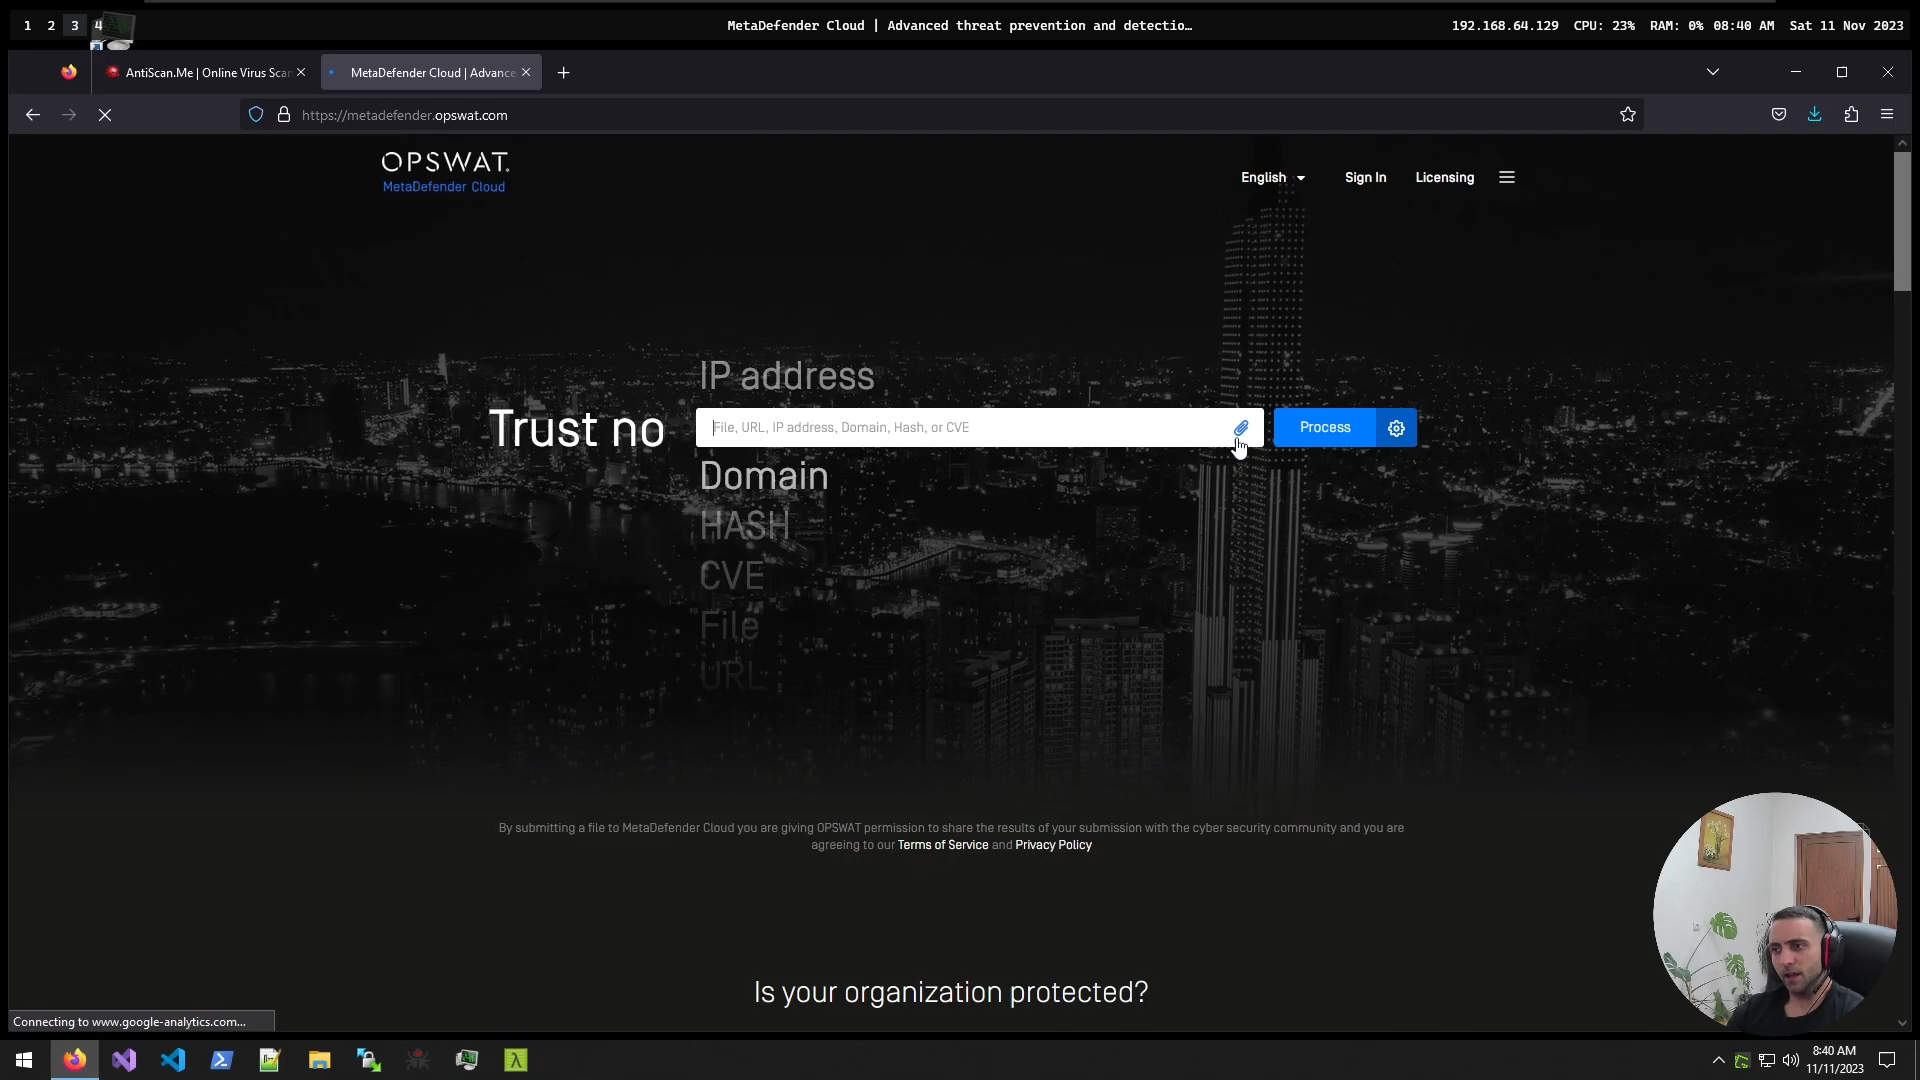 1 2 3 4
MetaDefender Cloud | Advanced threat prevention and detectio…
192.168.64.129 CPU: 23% RAM: 0% 08:40 AM Sat 11 Nov 2023
AntiScan.Me | Online Virus Scan
MetaDefender Cloud | Advance
https://metadefender.opswat.com
OPSWAT.
MetaDefender Cloud
English
Sign In
Licensing
IP address
Trust no
File, URL, IP address, Domain, Hash, or CVE
Process
Domain
HASH
CVE
File
URL
By submitting a file to MetaDefender Cloud you are giving OPSWAT permission to share the results of your submission with the cyber security community and you are
agreeing to our Terms of Service and Privacy Policy
Is your organization protected?
Connecting to www.google-analytics.com...
8:40 AM
11/11/2023